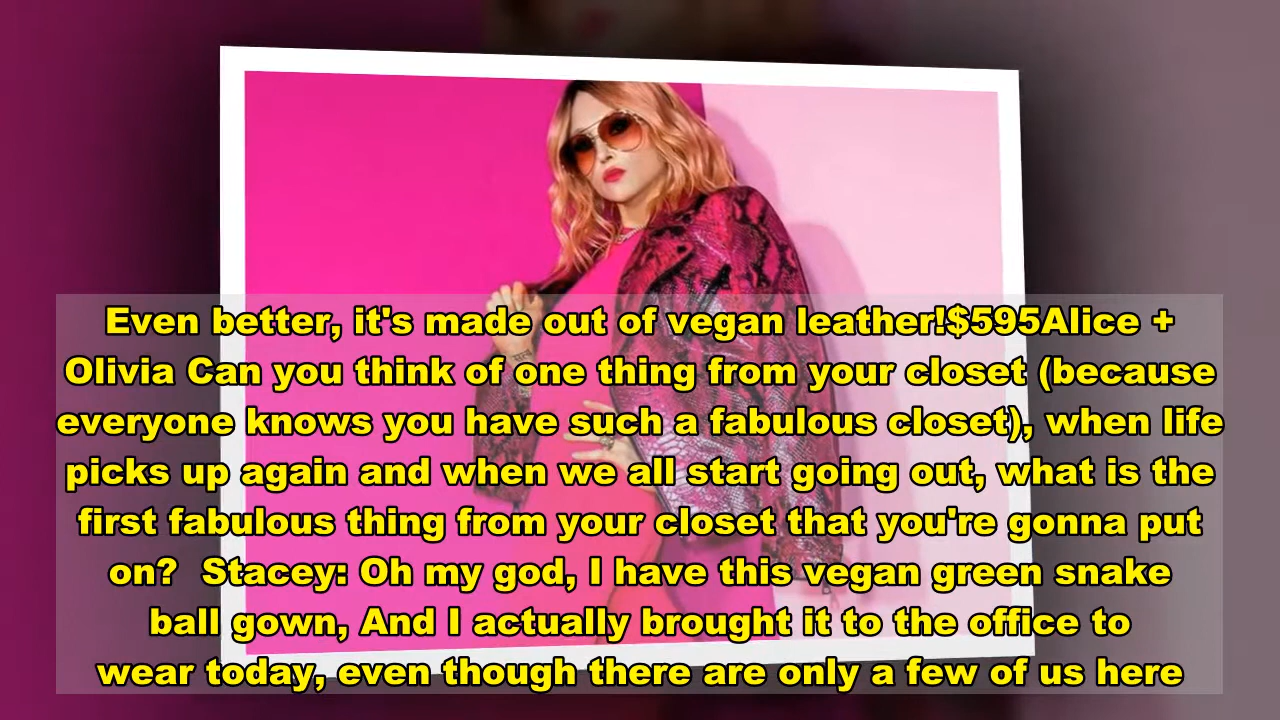 Even better, it's made out of vegan leather!$595Alice +
Olivia Can you think of one thing from your closet (because
everyone knows you have such a fabulous closet), when life
picks up again and when we all start going out, what is the
first fabulous thing from your closet that you're gonna put
on?  Stacey: Oh my god, I have this vegan green snake
ball gown, And I actually brought it to the office to
wear today, even though there are only a few of us here